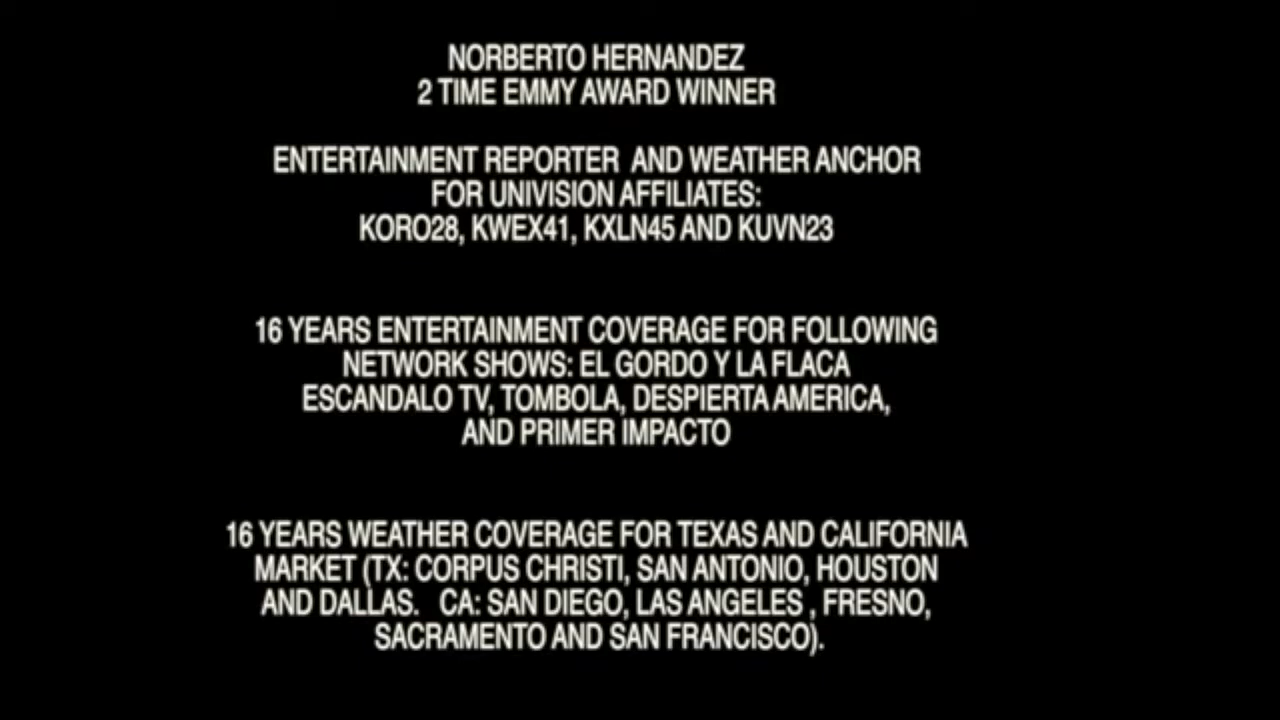 NORBERTO HERNANDEZ
2 TIME EMMY AWARD WINNER
ENTERTAINMENT REPORTER AND WEATHER ANCHOR
FOR UNIVISION AFFILIATES:
KORO28, KWEX41, KXLN45 AND KUVN23
16 YEARS ENTERTAINMENT COVERAGE FOR FOLLOWING
NETWORK SHOWS: EL GORDO Y LA FLACA
ESCANDALO TV, TOMBOLA, DESPIERTA AMERICA,
AND PRIMER IMPACTO
16 YEARS WEATHER COVERAGE FOR TEXAS AND CALIFORNIA
MARKET (TX: CORPUS CHRISTI, SAN ANTONIO, HOUSTON
AND DALLAS. CA: SAN DIEGO, LAS ANGELES , FRESNO,
SACRAMENTO AND SAN FRANCISCO).